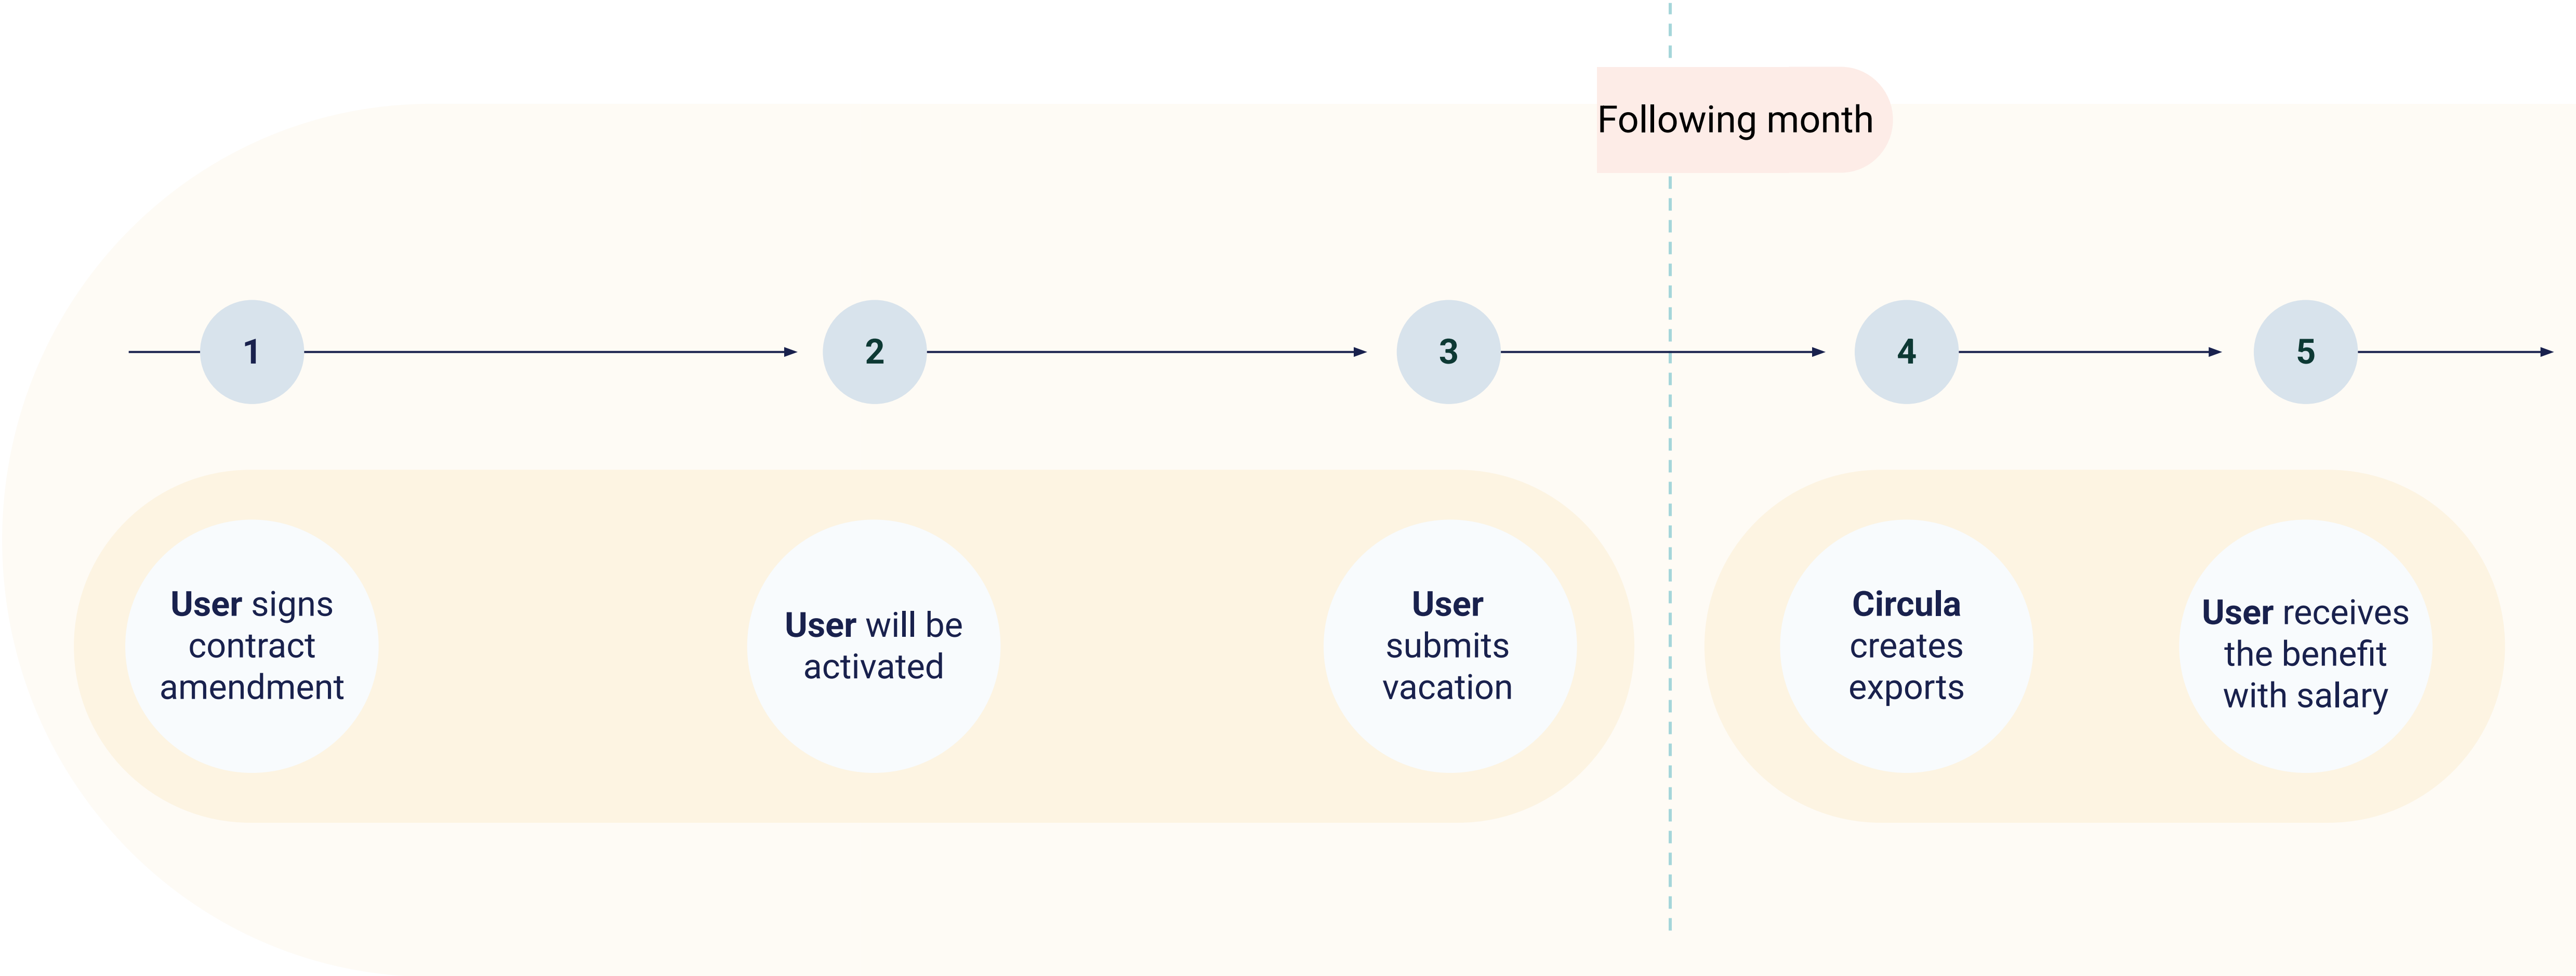 Following month
1
2
3
4
5
User signs
contract
amendment
User will be
activated
User
submits
vacation
Circula
creates
exports
User receives
the benefit
with salary